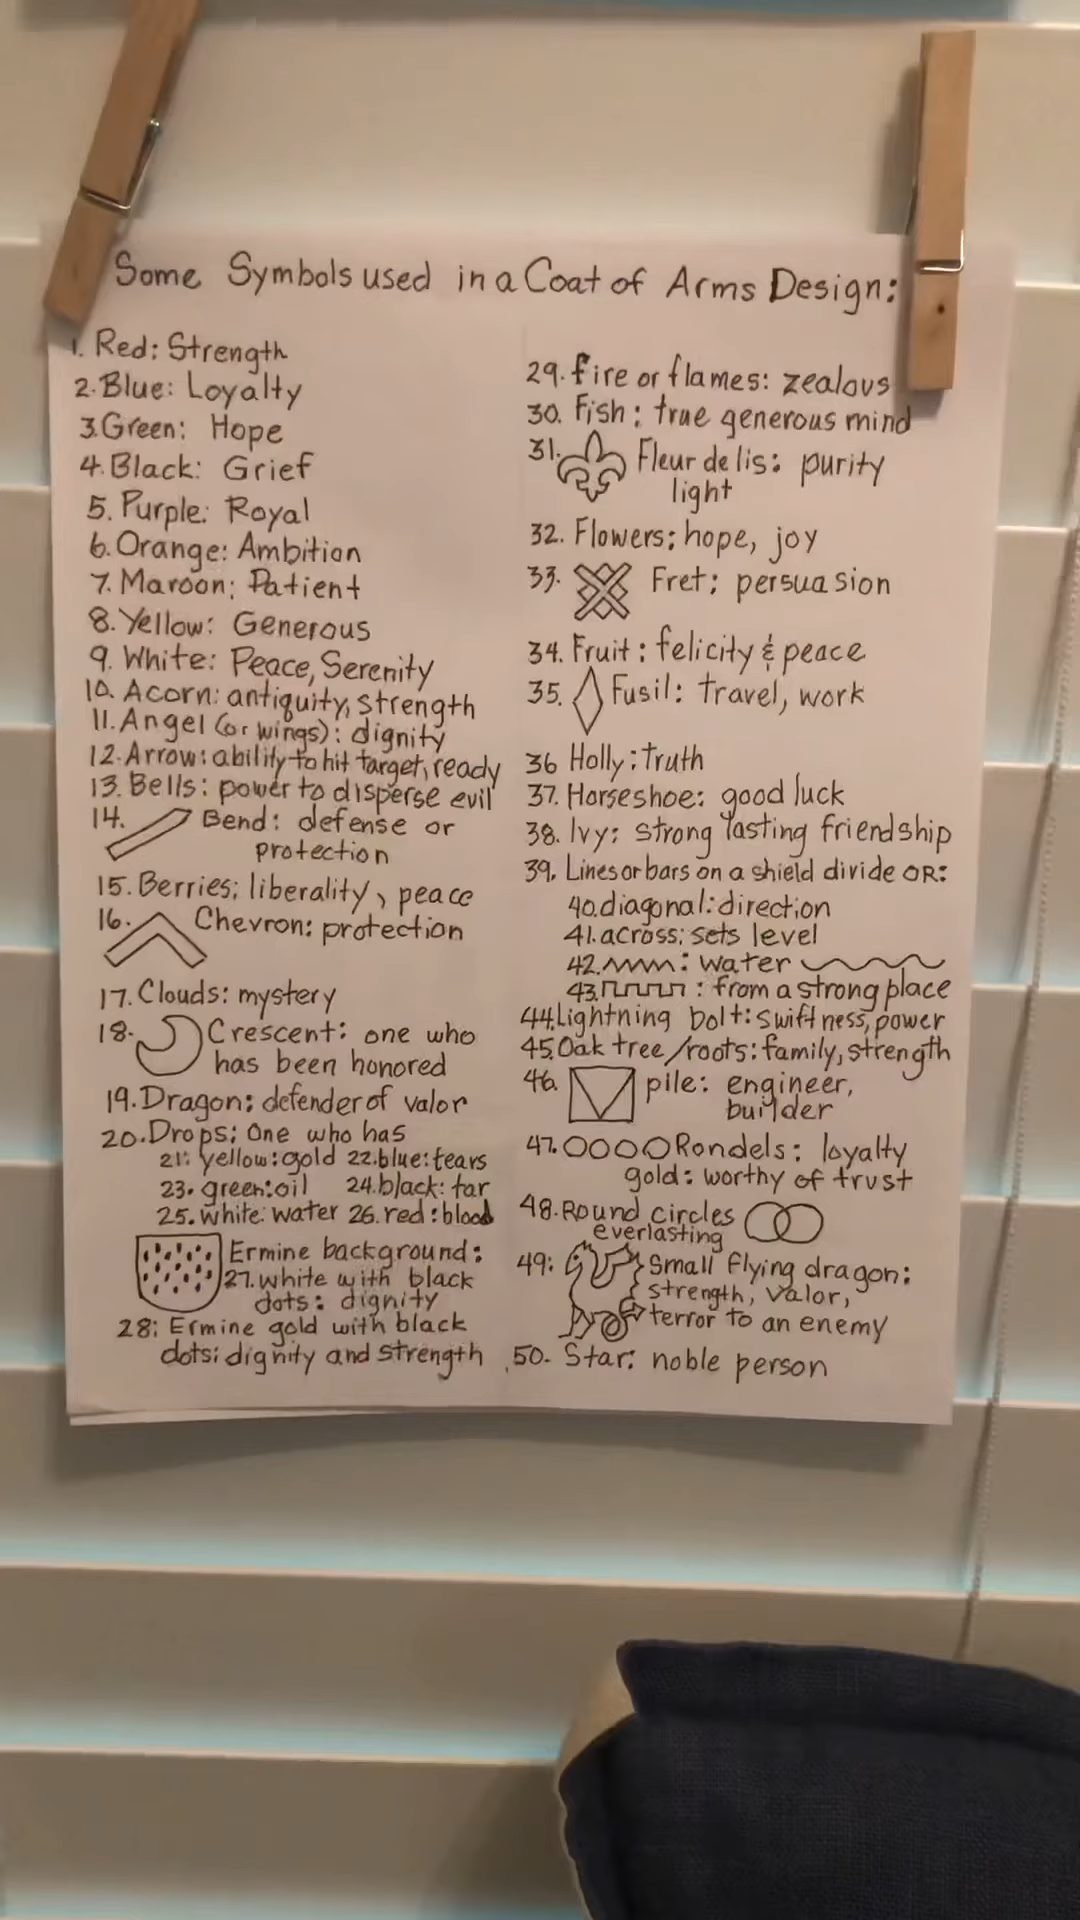 Some Symbols used in a Coat of Arms Design:
1. Red: Strength
2. Blue: Loyalty
3. Green: Hope
4. Black: Grief
5. Purple: Royal
6. Orange: Ambition
7. Maroon: Patient
8. Yellow: Generous
9. White: Peace, Serenity
10. Acorn: antiquity, strength
11. Angel (or wings): dignity
12. Arrow: ability to hit target, ready
13. Bells: power to disperse evil
14. Bend: defense or
protection
15. Berries: liberality, peace
16. Chevron: protection
17. Clouds: mystery
18. Crescent: one who
has been honored
19. Dragon: defender of valor
20. Drops: One who has
21: yellow: gold 22. blue: tears
23. green: oil 24. black: tar
25. white: water 26. red: blood
Ermine background:
27. white with black
dots: dignity
28: Ermine gold with black
dots: dignity and strength
29. fire or flames: zealous
30. Fish: true generous mind
31. Fleur de lis: purity
light
32. Flowers: hope, joy
33. Fret: persuasion
34. Fruit: felicity & peace
35. Fusil: travel, work
36 Holly: truth
37. Horseshoe: good luck
38. Ivy: strong lasting friendship
39. Lines or bars on a shield divide OR:
40. diagonal: direction
41. across: sets level
42. : water
43. : from a strong place
44. Lightning bolt: swiftness, power
45. Oak tree/roots: family, strength
46. pile: engineer,
builder
47. Rondels: loyalty
gold: worthy of trust
48. Round circles
everlasting
49: Small flying dragon:
strength, valor,
terror to an enemy
50. Star: noble person